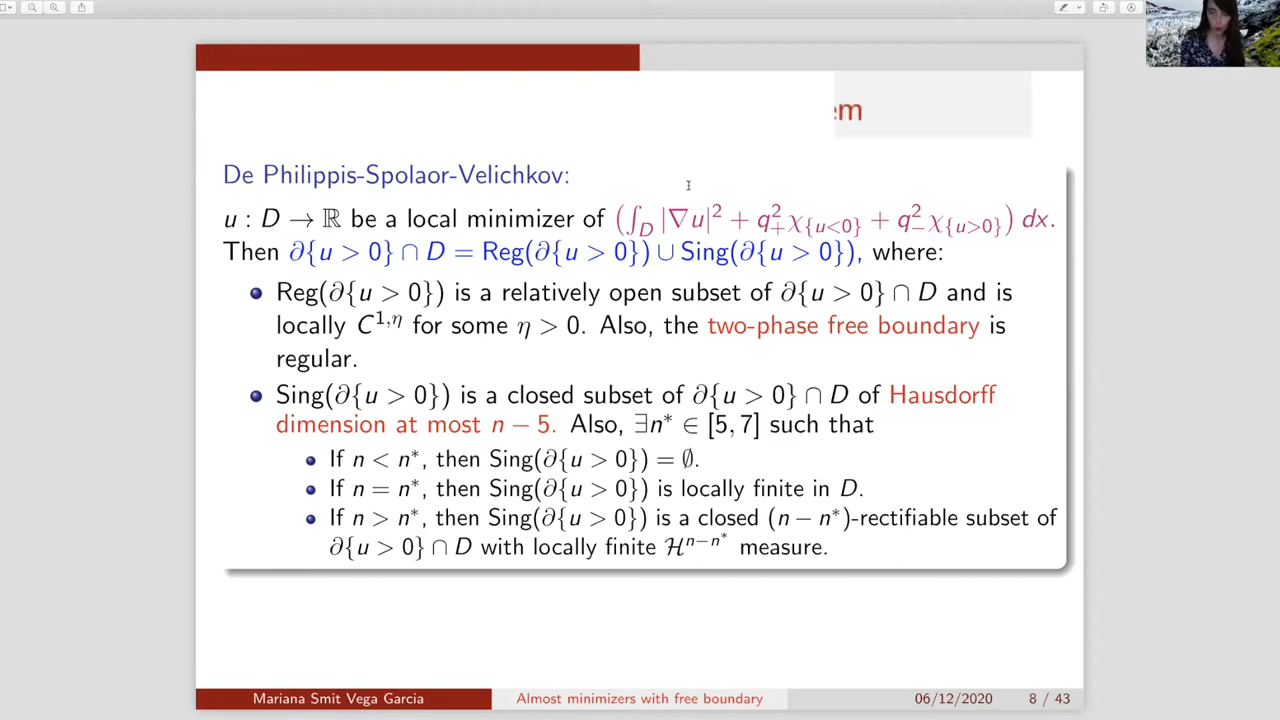 em
De Philippis-Spolaor-Velichkov:
u : D → ℝ be a local minimizer of (∫_D |∇u|² + q₊² χ_{u<0} + q₋² χ_{u>0}) dx.
Then ∂{u > 0} ∩ D = Reg(∂{u > 0}) ∪ Sing(∂{u > 0}), where:
Reg(∂{u > 0}) is a relatively open subset of ∂{u > 0} ∩ D and is
locally C^{1,η} for some η > 0. Also, the two-phase free boundary is
regular.
Sing(∂{u > 0}) is a closed subset of ∂{u > 0} ∩ D of Hausdorff
dimension at most n − 5. Also, ∃n* ∈ [5, 7] such that
If n < n*, then Sing(∂{u > 0}) = ∅.
If n = n*, then Sing(∂{u > 0}) is locally finite in D.
If n > n*, then Sing(∂{u > 0}) is a closed (n − n*)-rectifiable subset of
∂{u > 0} ∩ D with locally finite ℋ^{n−n*} measure.
Mariana Smit Vega Garcia Almost minimizers with free boundary 06/12/2020 8 / 43